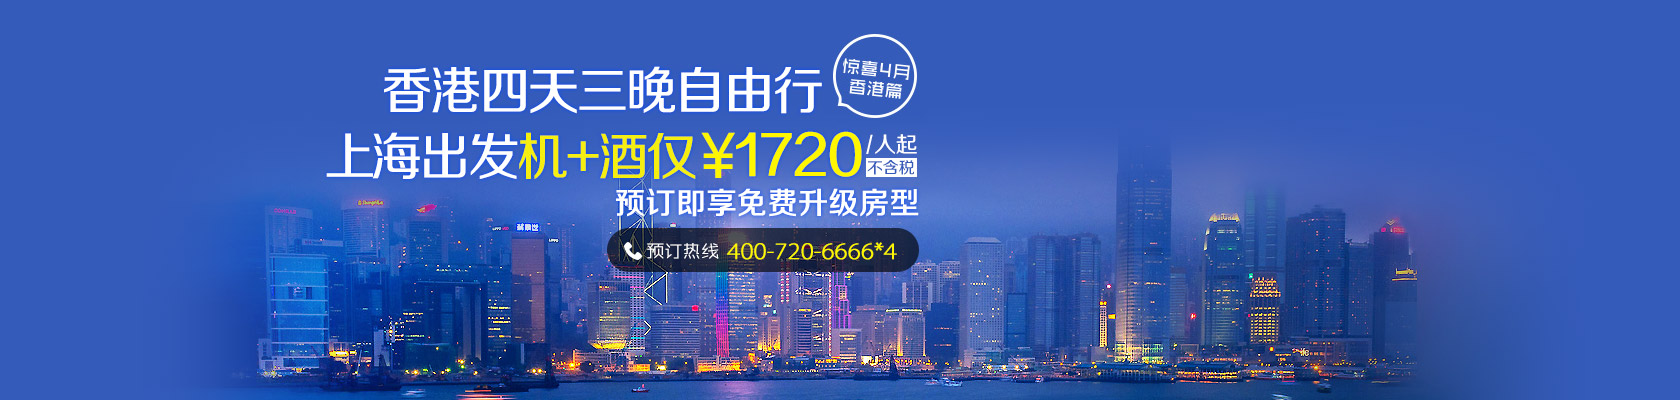 香港四天三晚自由行
惊喜4月
香港篇
上海出发机+酒仅¥1720/人起
不含税
预订即享免费升级房型
预订热线 400-720-6666*4